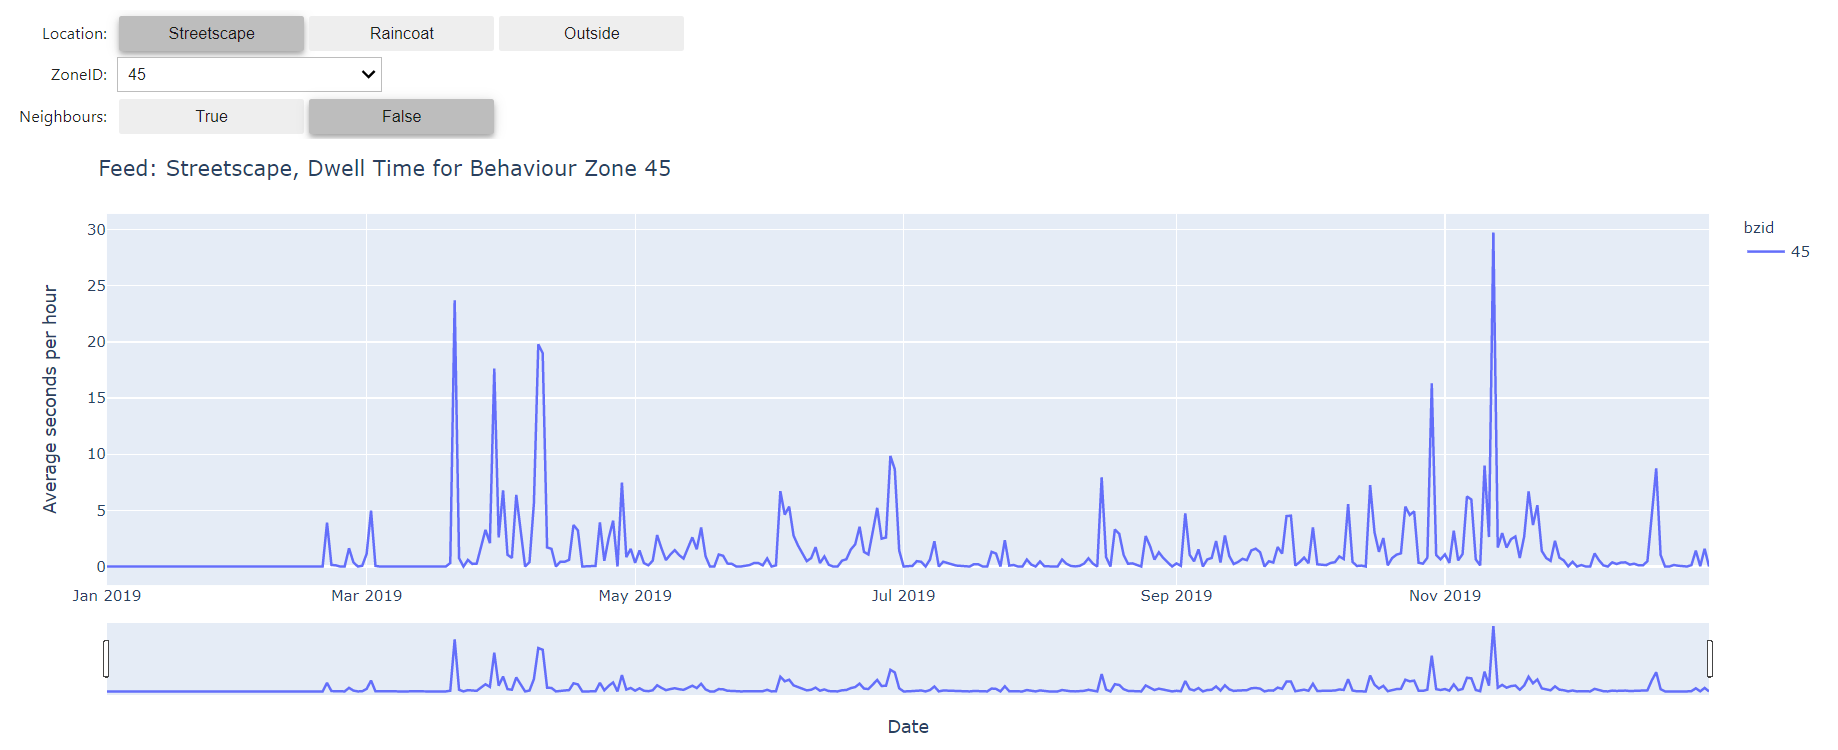 Location: Streetscape Raincoat Outside
ZoneID: 45
Neighbours: True False
Feed: Streetscape, Dwell Time for Behaviour Zone 45
bzid
45
Average seconds per hour
30
25
20
15
10
5
0
Jan 2019 Mar 2019 May 2019 Jul 2019 Sep 2019 Nov 2019
Date